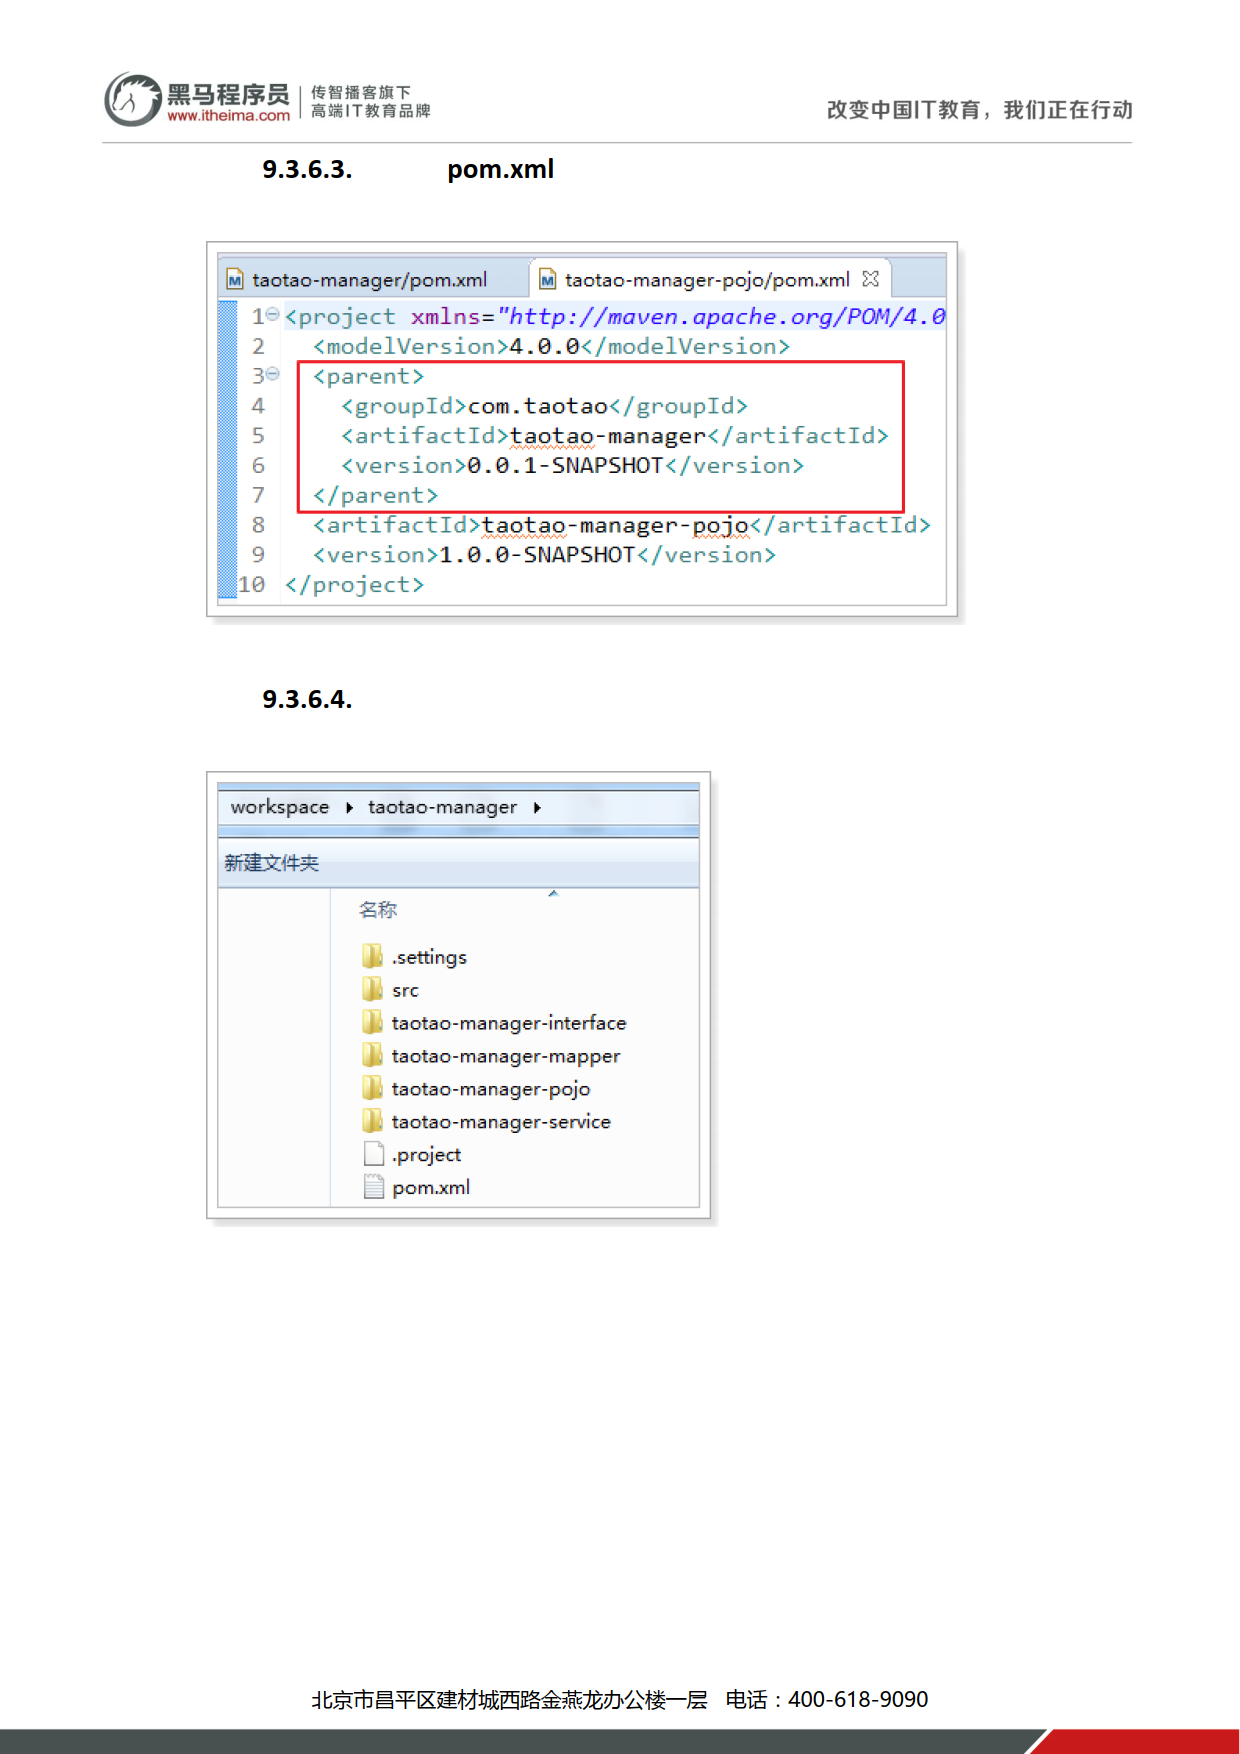 黑马程序员 传智播客旗下
www.itheima.com 高端IT教育品牌
改变中国IT教育，我们正在行动
9.3.6.3. pom.xml
taotao-manager/pom.xml taotao-manager-pojo/pom.xml
1 <project xmlns="http://maven.apache.org/POM/4.0
2 <modelVersion>4.0.0</modelVersion>
3 <parent>
4 <groupId>com.taotao</groupId>
5 <artifactId>taotao-manager</artifactId>
6 <version>0.0.1-SNAPSHOT</version>
7 </parent>
8 <artifactId>taotao-manager-pojo</artifactId>
9 <version>1.0.0-SNAPSHOT</version>
10 </project>
9.3.6.4.
workspace taotao-manager
新建文件夹
名称
.settings
src
taotao-manager-interface
taotao-manager-mapper
taotao-manager-pojo
taotao-manager-service
.project
pom.xml
北京市昌平区建材城西路金燕龙办公楼一层 电话：400-618-9090